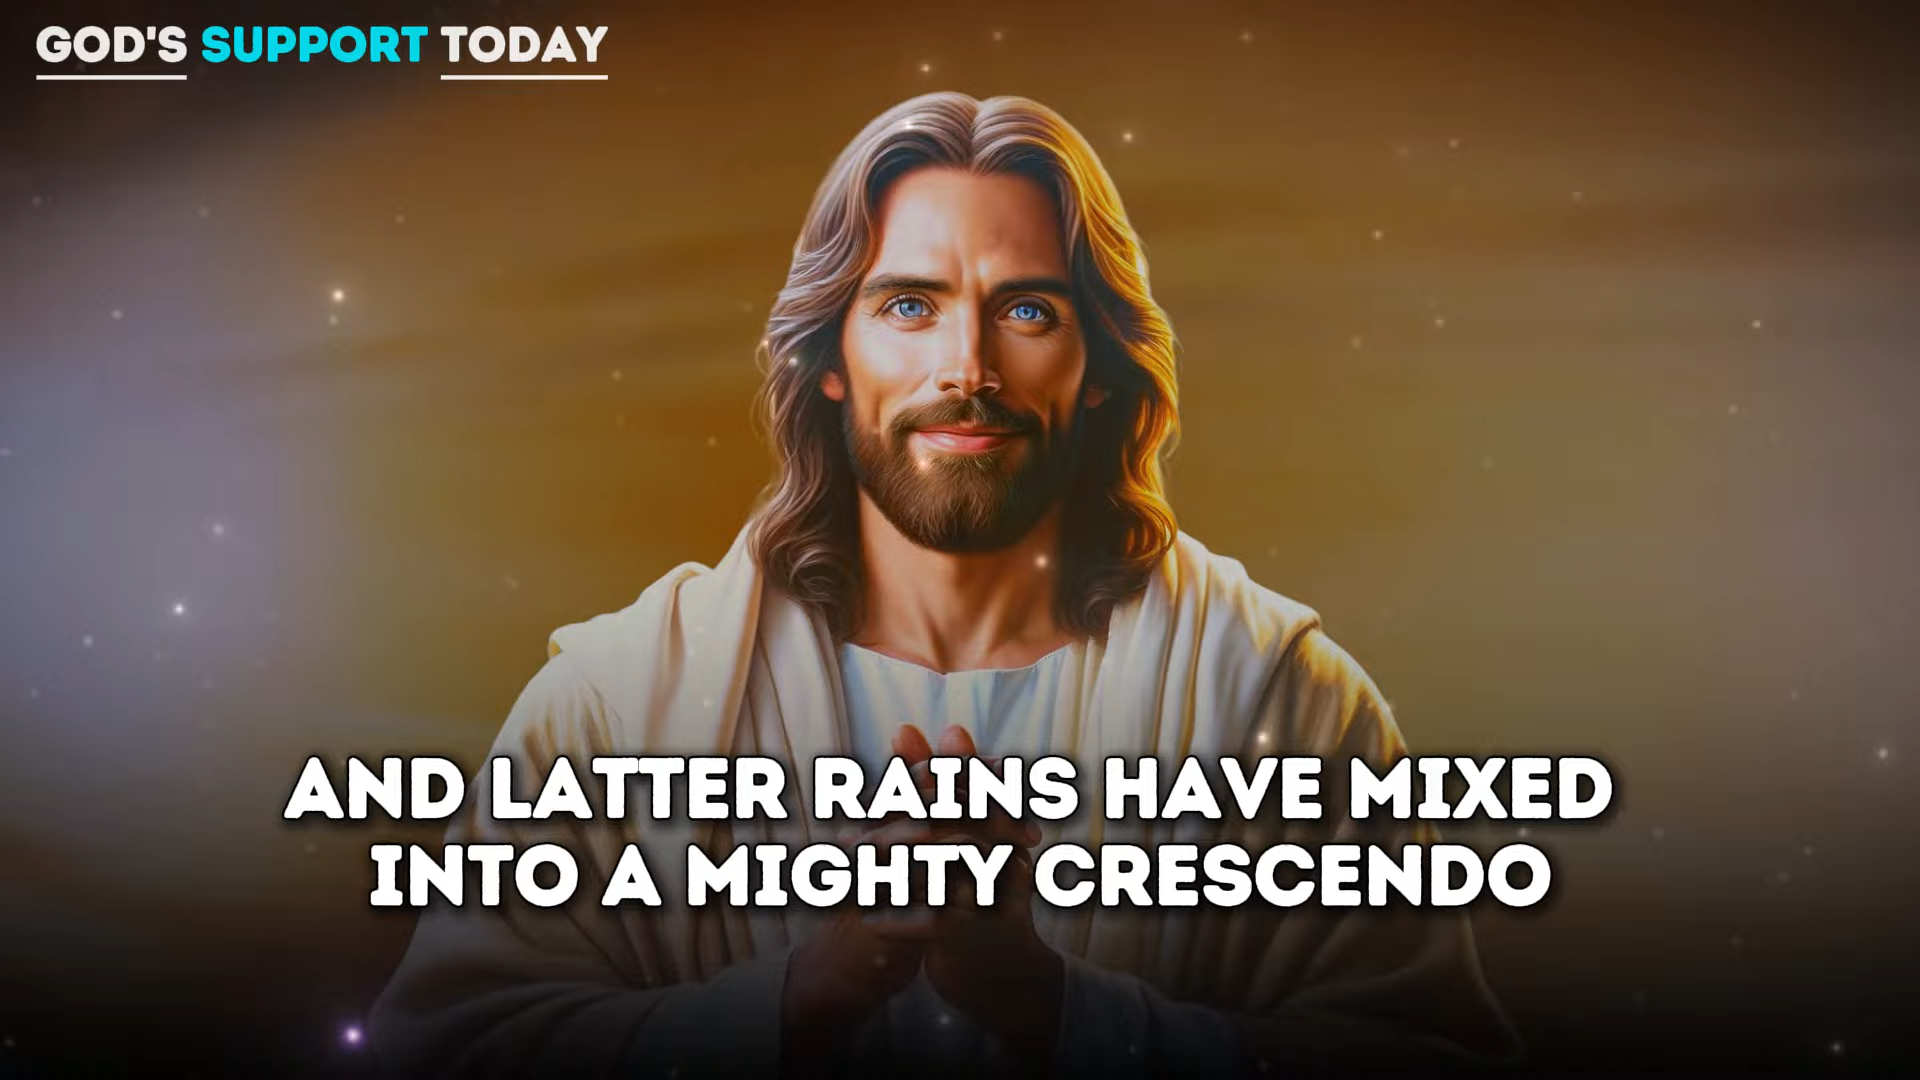 GOD'S SUPPORT TODAY
AND LATTER RAINS HAVE MIXED
INTO A MIGHTY CRESCENDO